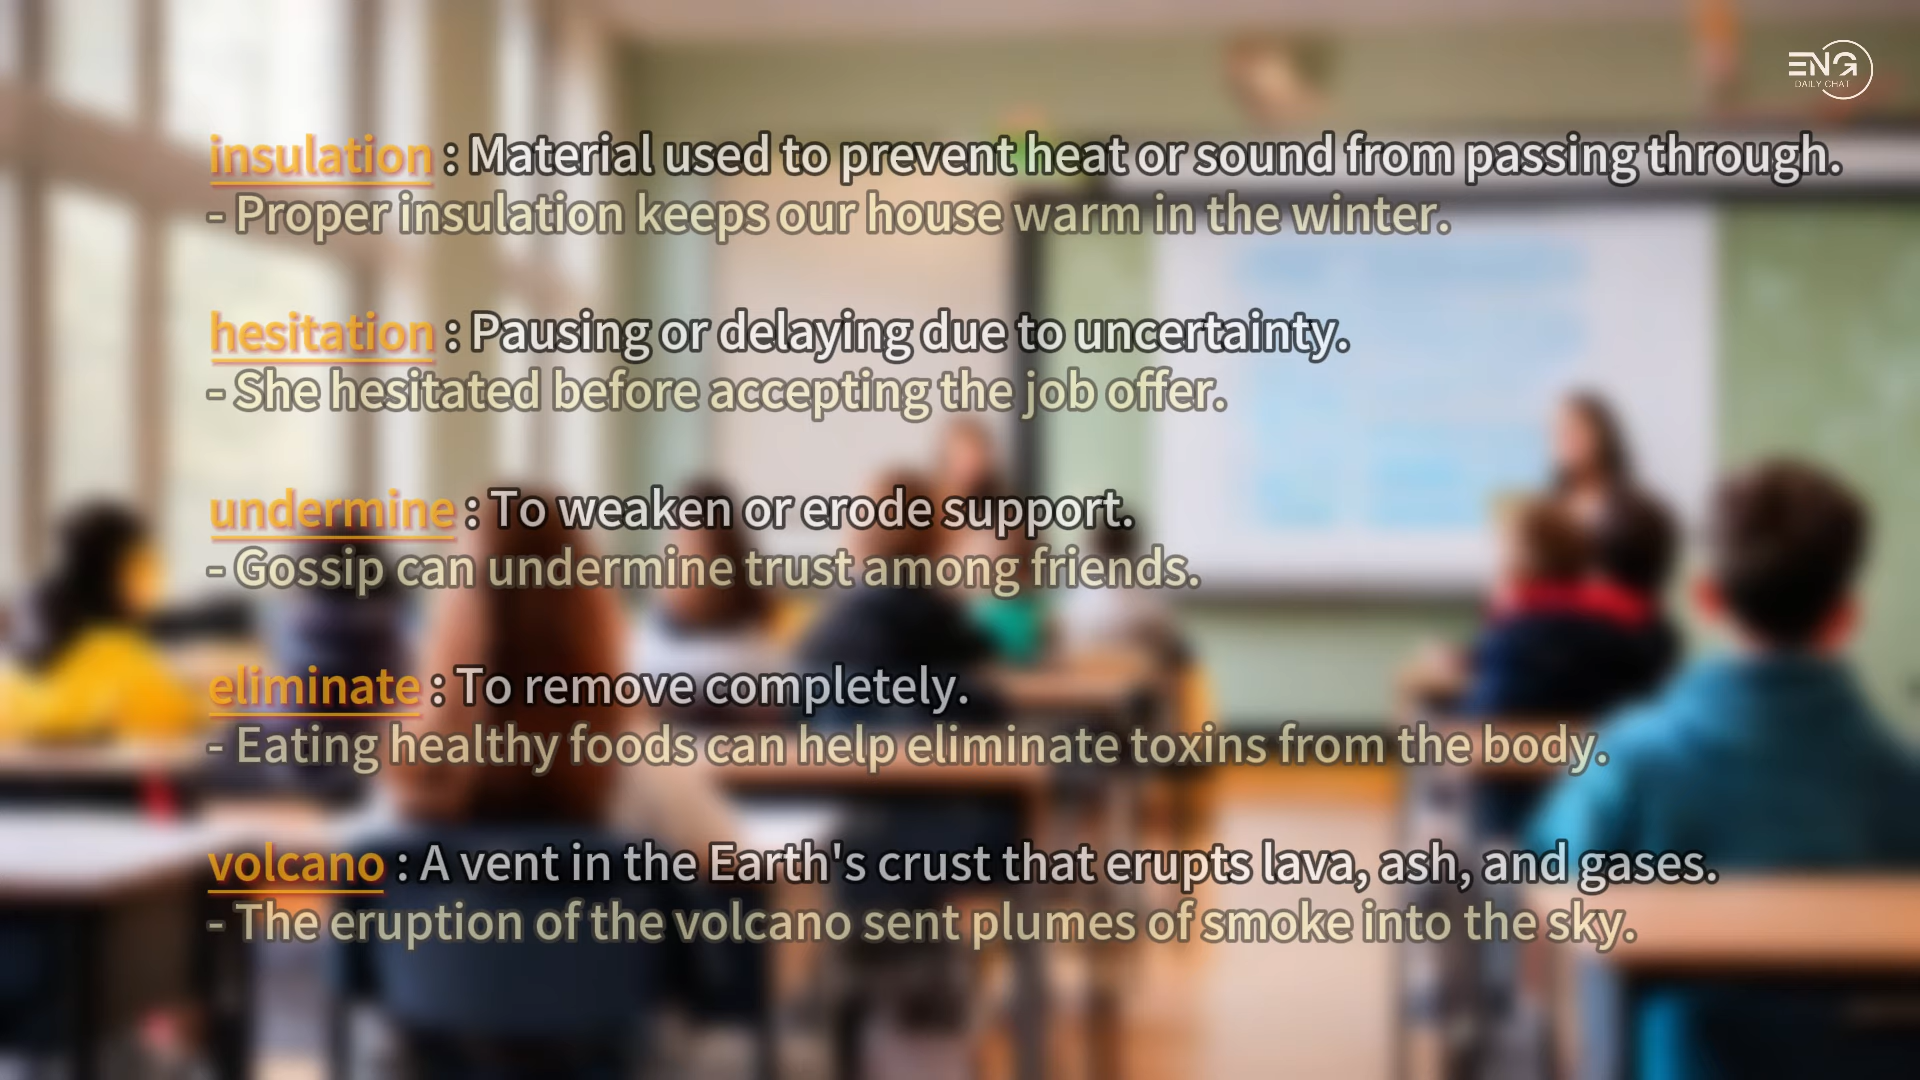 ENG
DAILY CHAT
insulation : Material used to prevent heat or sound from passing through.
- Proper insulation keeps our house warm in the winter.
hesitation : Pausing or delaying due to uncertainty.
- She hesitated before accepting the job offer.
undermine : To weaken or erode support.
- Gossip can undermine trust among friends.
eliminate : To remove completely.
- Eating healthy foods can help eliminate toxins from the body.
volcano : A vent in the Earth's crust that erupts lava, ash, and gases.
- The eruption of the volcano sent plumes of smoke into the sky.